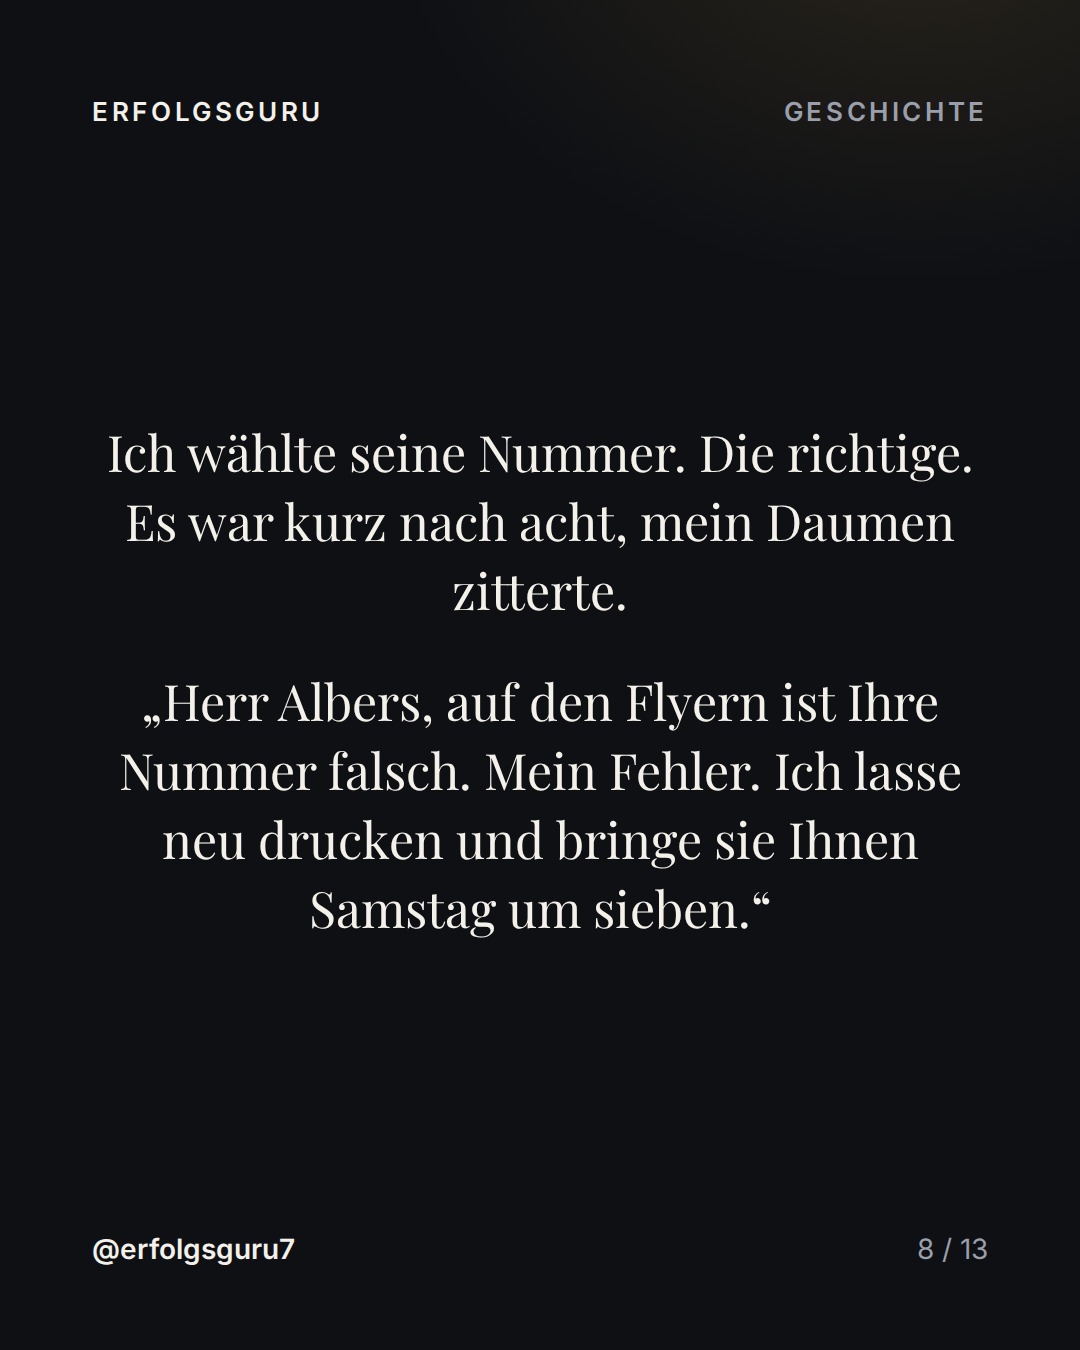 ERFOLGSGURU
GESCHICHTE
Ich wählte seine Nummer. Die richtige.
Es war kurz nach acht, mein Daumen
zitterte.
„Herr Albers, auf den Flyern ist Ihre
Nummer falsch. Mein Fehler. Ich lasse
neu drucken und bringe sie Ihnen
Samstag um sieben.“
@erfolgsguru7
8 / 13